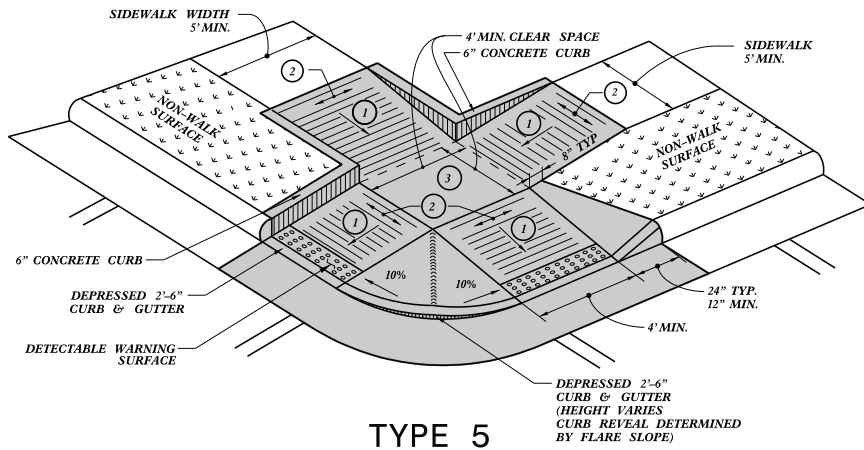 SIDEWALK WIDTH
5' MIN.
4' MIN. CLEAR SPACE
6" CONCRETE CURB
SIDEWALK
5' MIN.
2
2
1
1
NON-WALK
SURFACE
NON-WALK
SURFACE
8" TYP
3
2
1
1
6" CONCRETE CURB
10%
10%
DEPRESSED 2'-6"
CURB & GUTTER
24" TYP.
12" MIN.
4' MIN.
DETECTABLE WARNING
SURFACE
DEPRESSED 2'-6"
CURB & GUTTER
(HEIGHT VARIES
CURB REVEAL DETERMINED
BY FLARE SLOPE)
TYPE 5